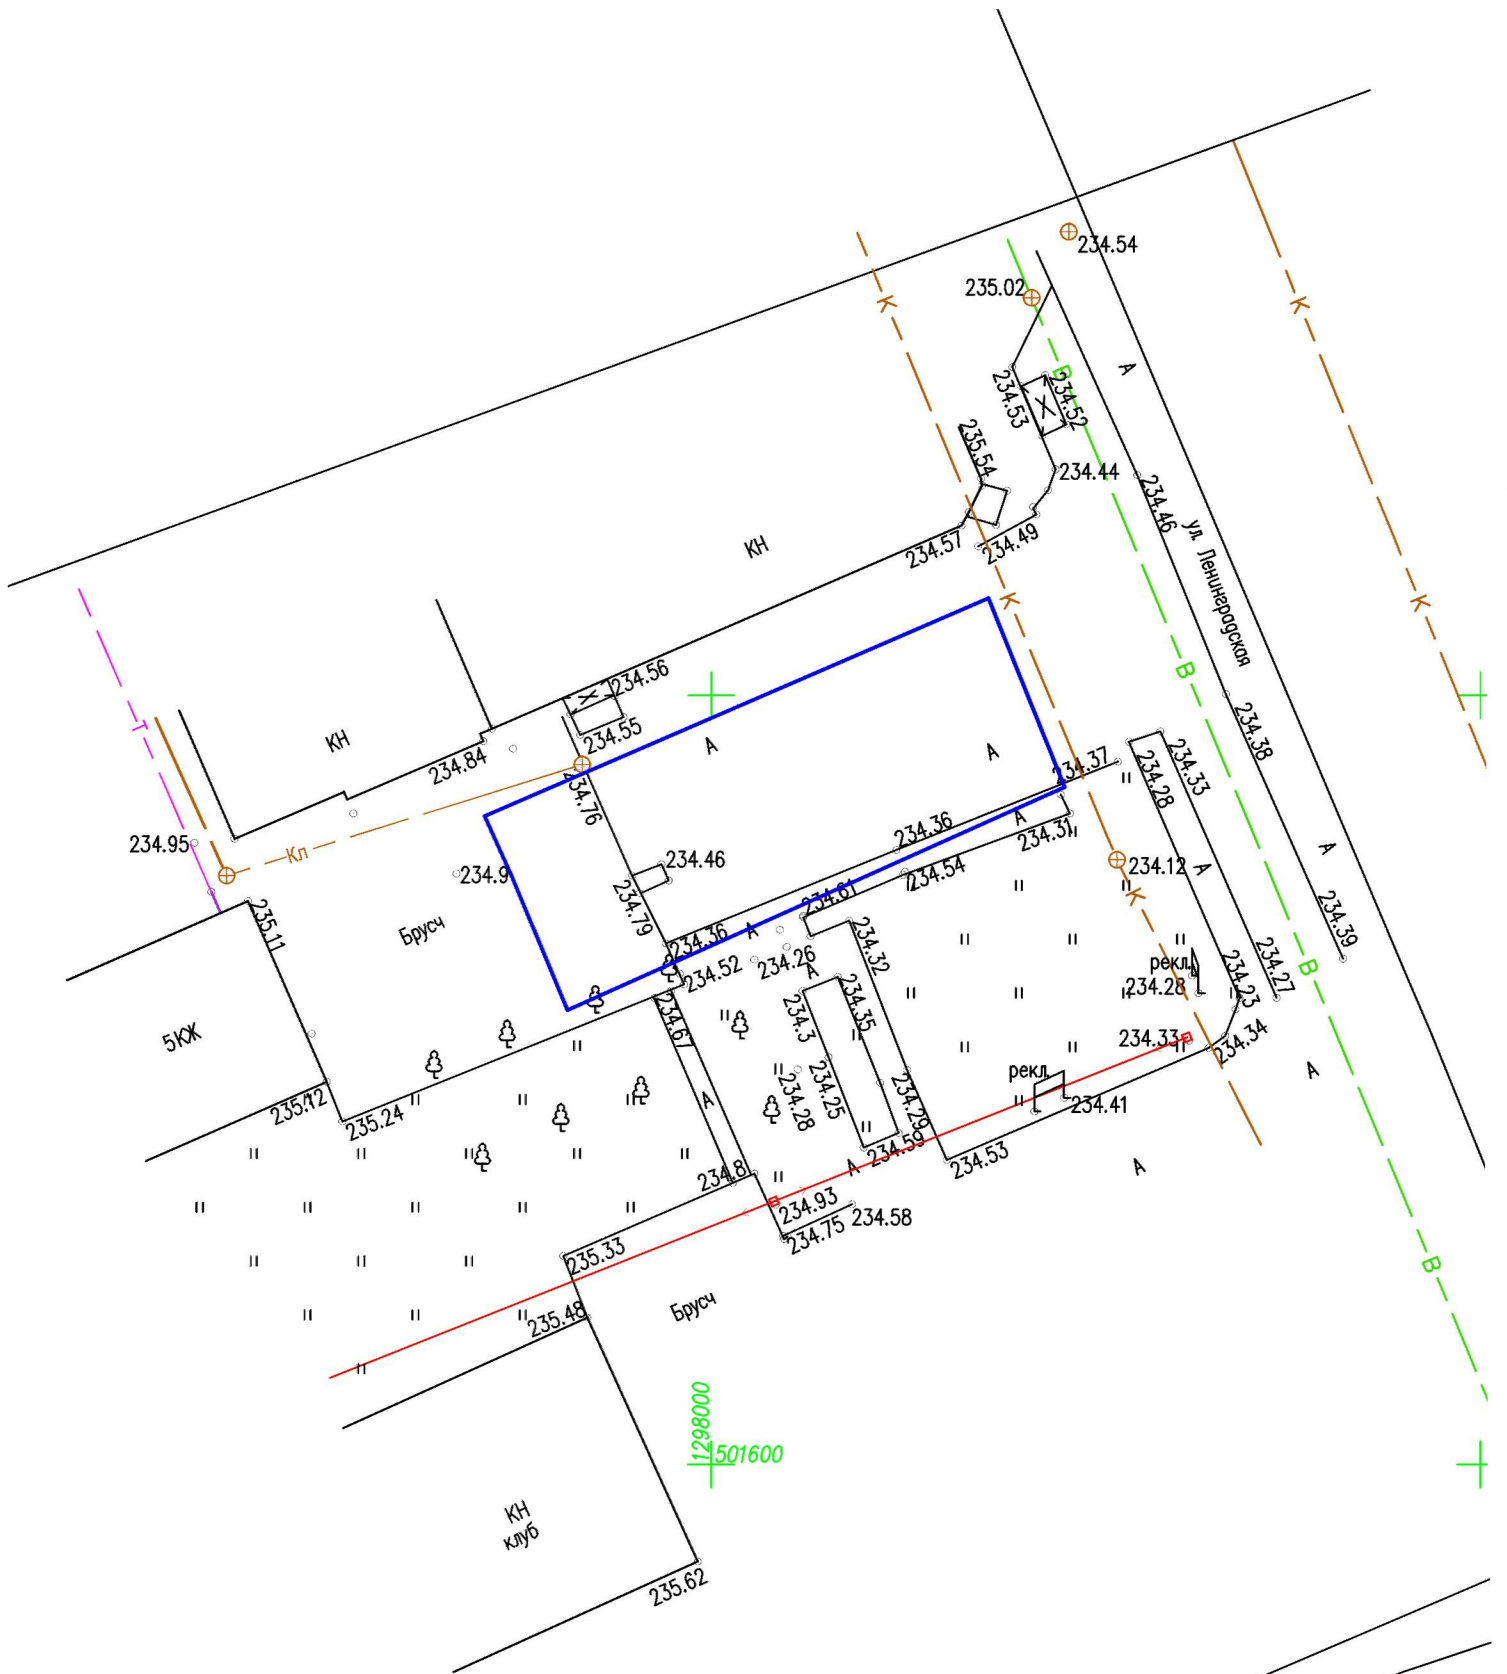 234.54
235.02
К
К
В
А
234.53
234.52
Х
235.54
234.44
234.46
ул. Ленинградская
234.49
234.57
КН
К
К
234.56
Х
234.55
В
234.38
Т
КН
234.84
А
А
234.37
234.28
234.33
234.76
234.95
Кл
234.9
234.46
234.36
А
234.31
234.12
А
А
234.54
234.79
234.61
К
235.11
Брусч
234.36
А
234.32
234.39
234.52
234.26
А
рекл.
234.28
234.23
234.27
В
5КЖ
234.67
234.3
234.35
234.33
234.34
235.12
235.24
А
234.28
234.25
234.29
рекл.
234.41
А
234.8
А
234.59
234.53
А
234.93
234.75
234.58
235.33
В
235.48
Брусч
1298000
501600
КН
клуб
235.62